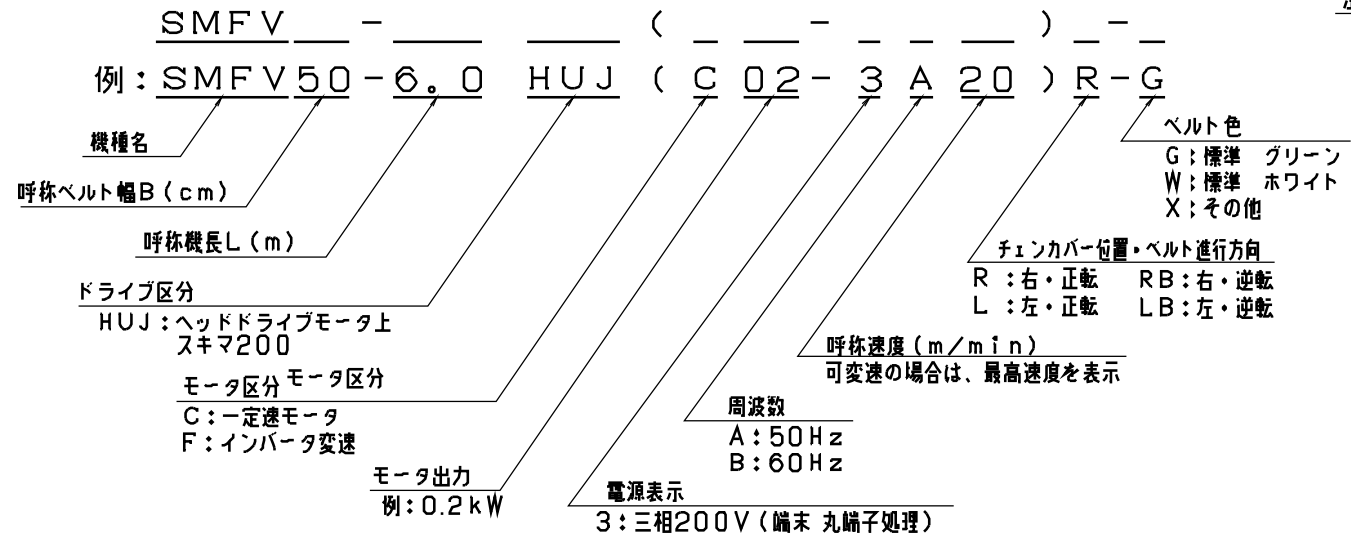 SMFV - ( - ) -
例：SMFV50-6.0 HUJ (C02-3A20)R-G
機種名
呼称ベルト幅B(cm)
呼称機長L(m)
ドライブ区分
HUJ：ヘッドドライブモータ上
スキマ200
モータ区分 モータ区分
C：一定速モータ
F：インバータ変速
モータ出力
例：0.2kW
電源表示
3：三相200V(端末 丸端子処理)
周波数
A：50Hz
B：60Hz
呼称速度(m/min)
可変速の場合は、最高速度を表示
チェンカバー位置・ベルト進行方向
R：右・正転 RB：右・逆転
L：左・正転 LB：左・逆転
ベルト色
G：標準 グリーン
W：標準 ホワイト
X：その他